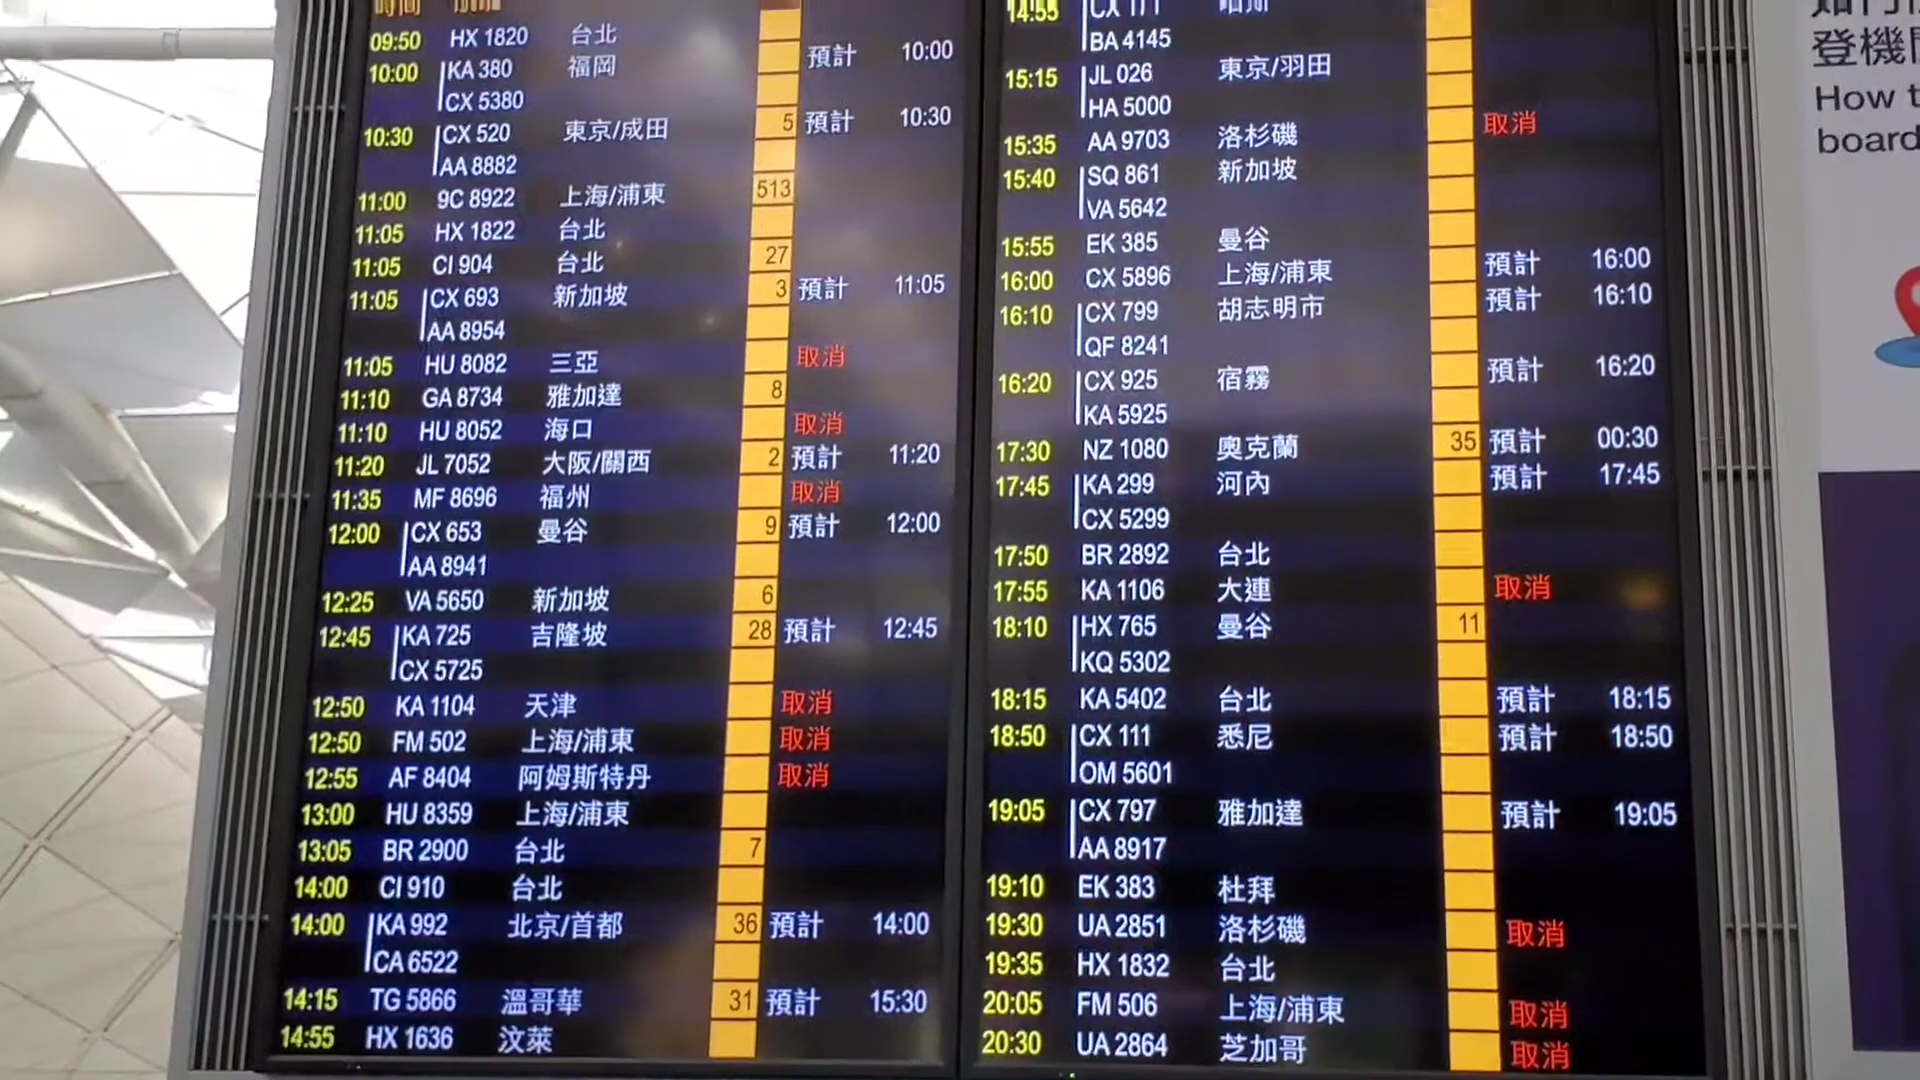 時間 航班
09:50 HX 1820 台北
10:00 KA 380 福岡 預計 10:00
CX 5380
10:30 CX 520 東京/成田 5 預計 10:30
AA 8882
11:00 9C 8922 上海/浦東 513
11:05 HX 1822 台北
11:05 CI 904 台北 27
11:05 CX 693 新加坡 3 預計 11:05
AA 8954
11:05 HU 8082 三亞 取消
11:10 GA 8734 雅加達 8
11:10 HU 8052 海口 取消
11:20 JL 7052 大阪/關西 2 預計 11:20
11:35 MF 8696 福州 取消
12:00 CX 653 曼谷 9 預計 12:00
AA 8941
12:25 VA 5650 新加坡 6
12:45 KA 725 吉隆坡 28 預計 12:45
CX 5725
12:50 KA 1104 天津 取消
12:50 FM 502 上海/浦東 取消
12:55 AF 8404 阿姆斯特丹 取消
13:00 HU 8359 上海/浦東
13:05 BR 2900 台北 7
14:00 CI 910 台北
14:00 KA 992 北京/首都 36 預計 14:00
CA 6522
14:15 TG 5866 溫哥華 31 預計 15:30
14:55 HX 1636 汶萊
14:55 CX 171
BA 4145
15:15 JL 026 東京/羽田
HA 5000
15:35 AA 9703 洛杉磯 取消
15:40 SQ 861 新加坡
VA 5642
15:55 EK 385 曼谷
16:00 CX 5896 上海/浦東 預計 16:00
16:10 CX 799 胡志明市 預計 16:10
QF 8241
16:20 CX 925 宿霧 預計 16:20
KA 5925
17:30 NZ 1080 奧克蘭 35 預計 00:30
17:45 KA 299 河內 預計 17:45
CX 5299
17:50 BR 2892 台北
17:55 KA 1106 大連 取消
18:10 HX 765 曼谷 11
KQ 5302
18:15 KA 5402 台北 預計 18:15
18:50 CX 111 悉尼 預計 18:50
OM 5601
19:05 CX 797 雅加達 預計 19:05
AA 8917
19:10 EK 383 杜拜
19:30 UA 2851 洛杉磯 取消
19:35 HX 1832 台北
20:05 FM 506 上海/浦東 取消
20:30 UA 2864 芝加哥 取消
登機
How
board